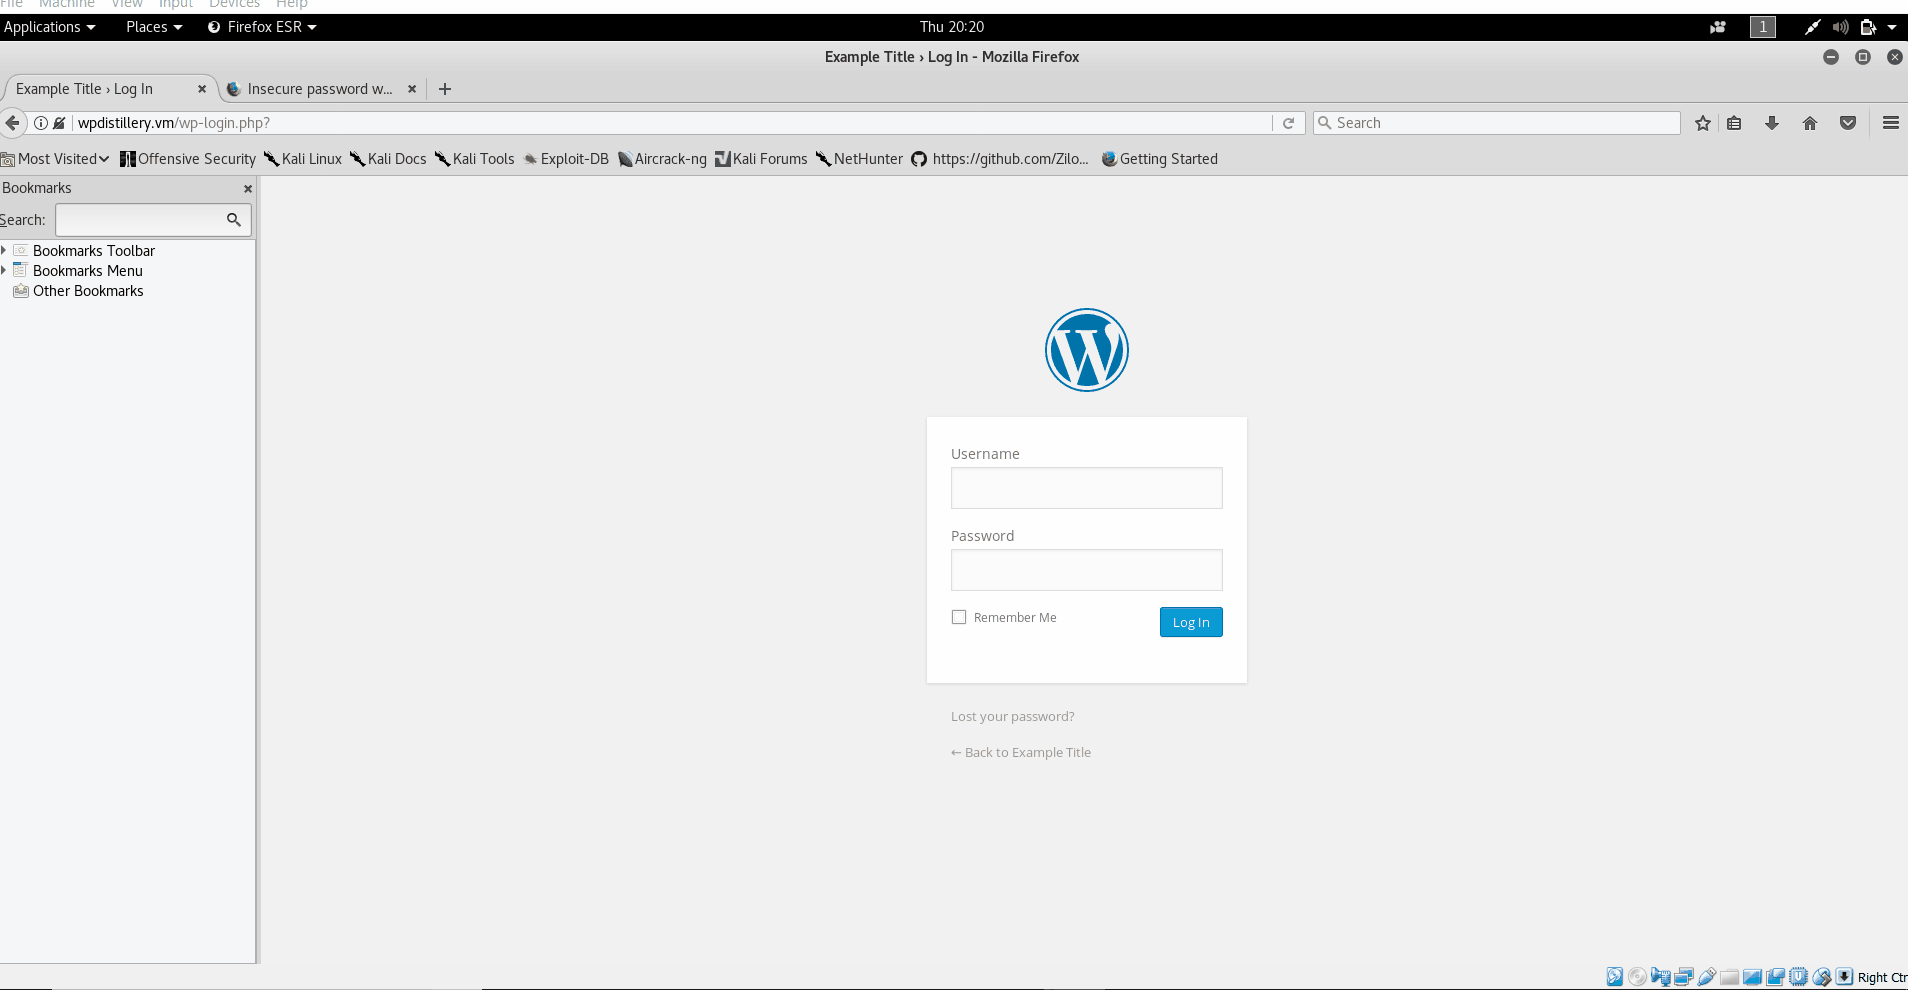 File Machine View Input Devices Help
Applications Places Firefox ESR Thu 20:20 1
Example Title › Log In - Mozilla Firefox
Example Title › Log In Insecure password w...
wpdistillery.vm/wp-login.php? Search
Most Visited Offensive Security Kali Linux Kali Docs Kali Tools Exploit-DB Aircrack-ng Kali Forums NetHunter https://github.com/Zilo... Getting Started
Bookmarks
Search:
Bookmarks Toolbar
Bookmarks Menu
Other Bookmarks
Username
Password
Remember Me Log In
Lost your password?
← Back to Example Title
Right Ctr